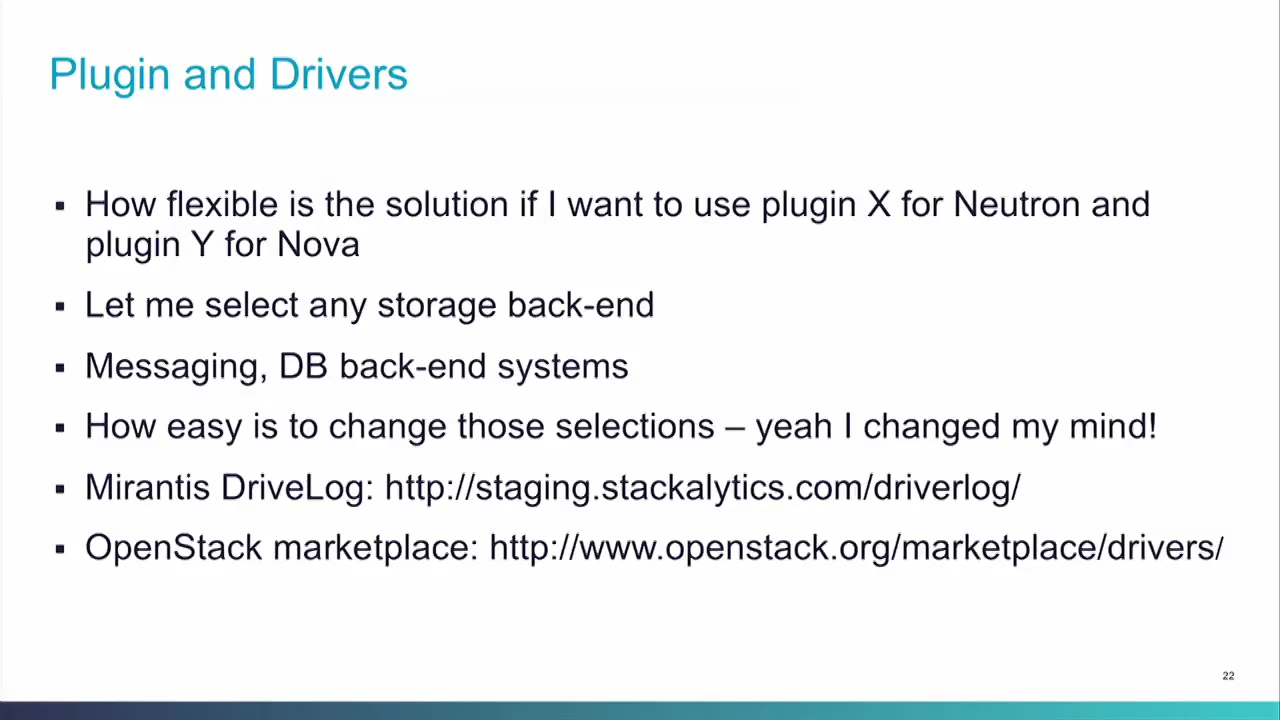 Plugin and Drivers
▪ How flexible is the solution if I want to use plugin X for Neutron and
plugin Y for Nova
▪ Let me select any storage back-end
▪ Messaging, DB back-end systems
▪ How easy is to change those selections – yeah I changed my mind!
▪ Mirantis DriveLog: http://staging.stackalytics.com/driverlog/
▪ OpenStack marketplace: http://www.openstack.org/marketplace/drivers/
22